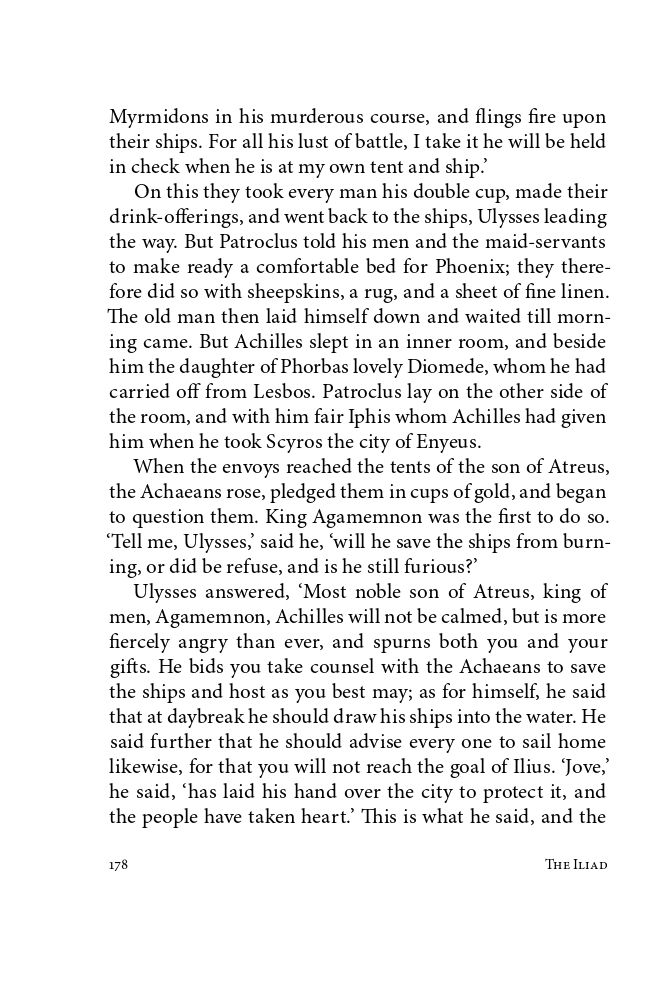 Myrmidons in his murderous course, and flings fire upon
their ships. For all his lust of battle, I take it he will be held
in check when he is at my own tent and ship.’
On this they took every man his double cup, made their
drink-offerings, and went back to the ships, Ulysses leading
the way. But Patroclus told his men and the maid-servants
to make ready a comfortable bed for Phoenix; they there-
fore did so with sheepskins, a rug, and a sheet of fine linen.
The old man then laid himself down and waited till morn-
ing came. But Achilles slept in an inner room, and beside
him the daughter of Phorbas lovely Diomede, whom he had
carried off from Lesbos. Patroclus lay on the other side of
the room, and with him fair Iphis whom Achilles had given
him when he took Scyros the city of Enyeus.
When the envoys reached the tents of the son of Atreus,
the Achaeans rose, pledged them in cups of gold, and began
to question them. King Agamemnon was the first to do so.
‘Tell me, Ulysses,’ said he, ‘will he save the ships from burn-
ing, or did be refuse, and is he still furious?’
Ulysses answered, ‘Most noble son of Atreus, king of
men, Agamemnon, Achilles will not be calmed, but is more
fiercely angry than ever, and spurns both you and your
gifts. He bids you take counsel with the Achaeans to save
the ships and host as you best may; as for himself, he said
that at daybreak he should draw his ships into the water. He
said further that he should advise every one to sail home
likewise, for that you will not reach the goal of Ilius. ‘Jove,’
he said, ‘has laid his hand over the city to protect it, and
the people have taken heart.’ This is what he said, and the
178 The Iliad